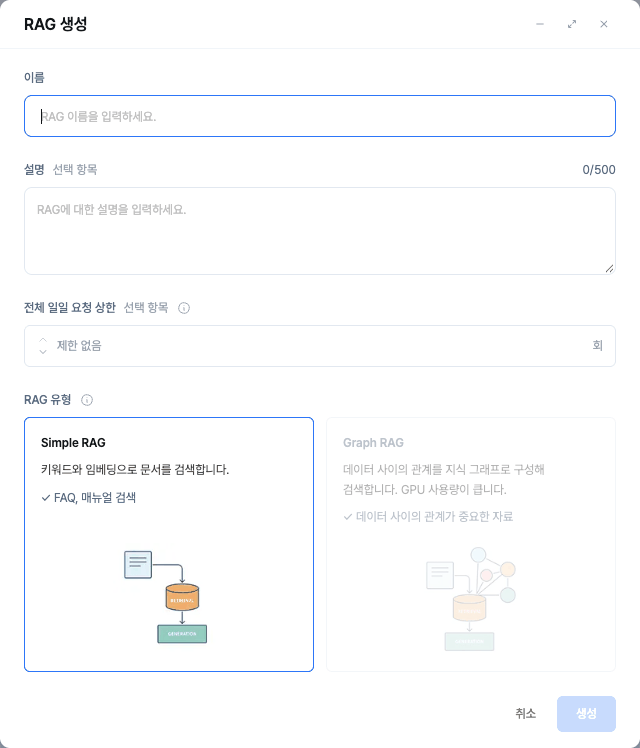 RAG 생성
이름
RAG 이름을 입력하세요.
설명 선택 항목 0/500
RAG에 대한 설명을 입력하세요.
전체 일일 요청 상한 선택 항목
제한 없음 회
RAG 유형
Simple RAG
키워드와 임베딩으로 문서를 검색합니다.
✓ FAQ, 매뉴얼 검색
RETRIEVAL
GENERATION
Graph RAG
데이터 사이의 관계를 지식 그래프로 구성해
검색합니다. GPU 사용량이 큽니다.
✓ 데이터 사이의 관계가 중요한 자료
취소 생성